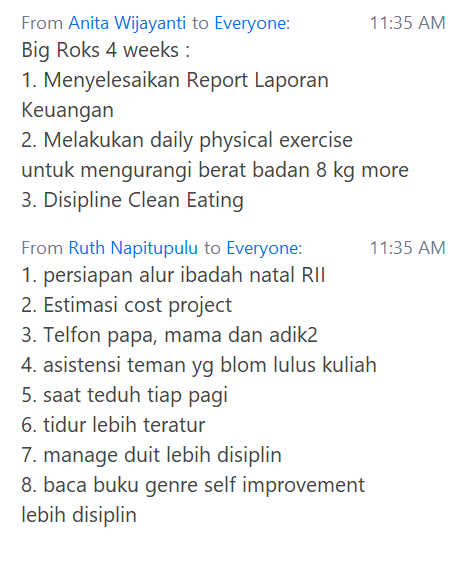 From Anita Wijayanti to Everyone: 11:35 AM
Big Roks 4 weeks :
1. Menyelesaikan Report Laporan
Keuangan
2. Melakukan daily physical exercise
untuk mengurangi berat badan 8 kg more
3. Disipline Clean Eating
From Ruth Napitupulu to Everyone: 11:35 AM
1. persiapan alur ibadah natal RII
2. Estimasi cost project
3. Telfon papa, mama dan adik2
4. asistensi teman yg blom lulus kuliah
5. saat teduh tiap pagi
6. tidur lebih teratur
7. manage duit lebih disiplin
8. baca buku genre self improvement
lebih disiplin